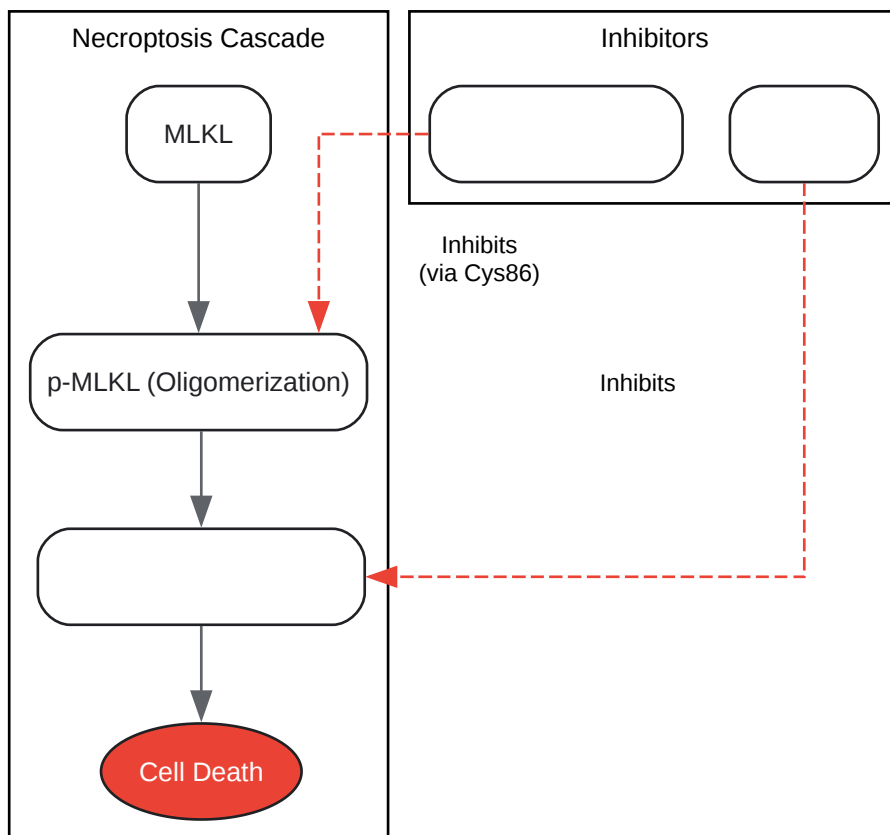 Necroptosis Cascade
Inhibitors
MLKL
Inhibits
(via Cys86)
p-MLKL (Oligomerization)
Inhibits
Cell Death